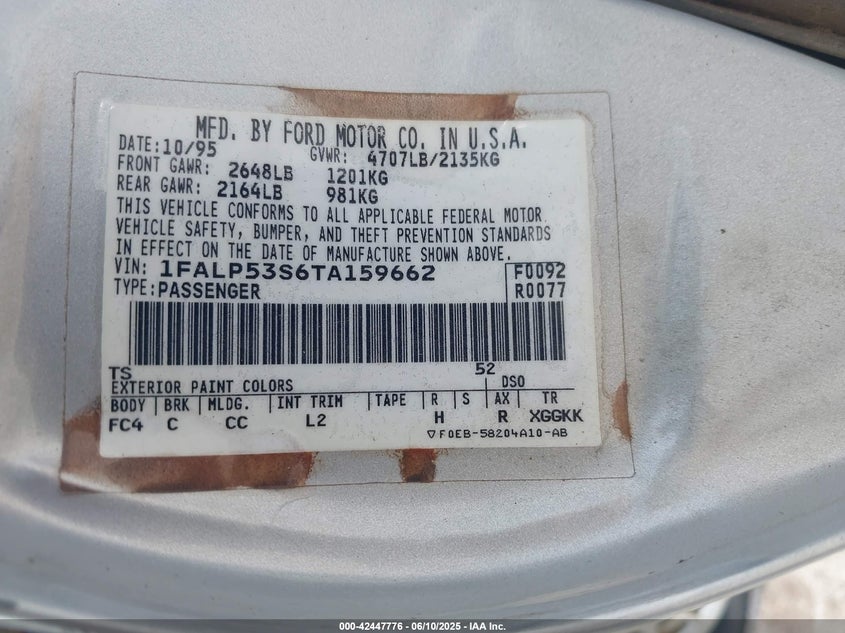 MFD. BY FORD MOTOR CO. IN U.S.A.
DATE: 10/95 GVWR: 4707LB/2135KG
FRONT GAWR: 2648LB 1201KG
REAR GAWR: 2164LB 981KG
THIS VEHICLE CONFORMS TO ALL APPLICABLE FEDERAL MOTOR
VEHICLE SAFETY, BUMPER, AND THEFT PREVENTION STANDARDS
IN EFFECT ON THE DATE OF MANUFACTURE SHOWN ABOVE.
VIN: 1FALP53S6TA159662 F0092
TYPE: PASSENGER R0077
TS 52
EXTERIOR PAINT COLORS DSO
BODY BRK MLDG. INT TRIM TAPE R S AX TR
FC4 C CC L2 H R XGGKK
▽F0EB-58204A10-AB
000-42447776 - 06/10/2025 - IAA Inc.